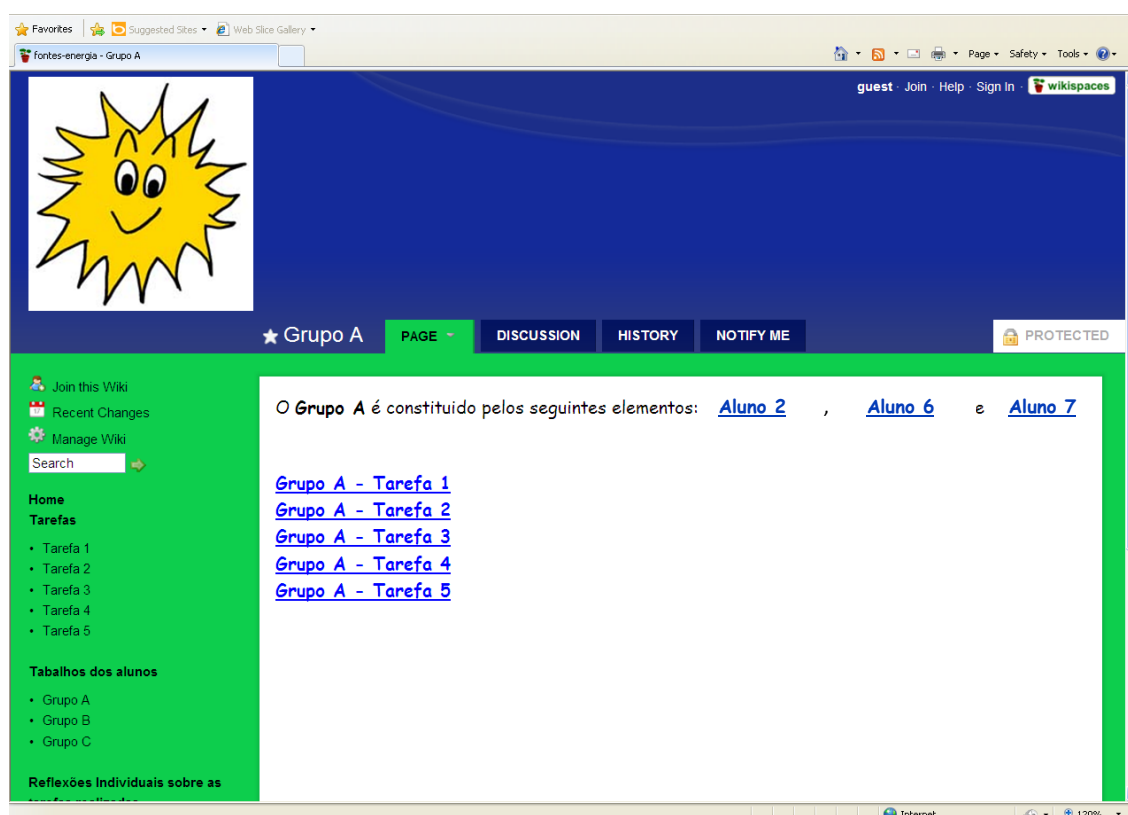 Favorites Suggested Sites Web Slice Gallery
fontes-energia - Grupo A Page Safety Tools
guest · Join · Help · Sign In · wikispaces
Grupo A PAGE DISCUSSION HISTORY NOTIFY ME PROTECTED
Join this Wiki
Recent Changes
Manage Wiki
Search
Home
Tarefas
• Tarefa 1
• Tarefa 2
• Tarefa 3
• Tarefa 4
• Tarefa 5
Tabalhos dos alunos
• Grupo A
• Grupo B
• Grupo C
Reflexões Individuais sobre as
O Grupo A é constituido pelos seguintes elementos: Aluno 2 , Aluno 6 e Aluno 7
Grupo A - Tarefa 1
Grupo A - Tarefa 2
Grupo A - Tarefa 3
Grupo A - Tarefa 4
Grupo A - Tarefa 5
Internet 120%